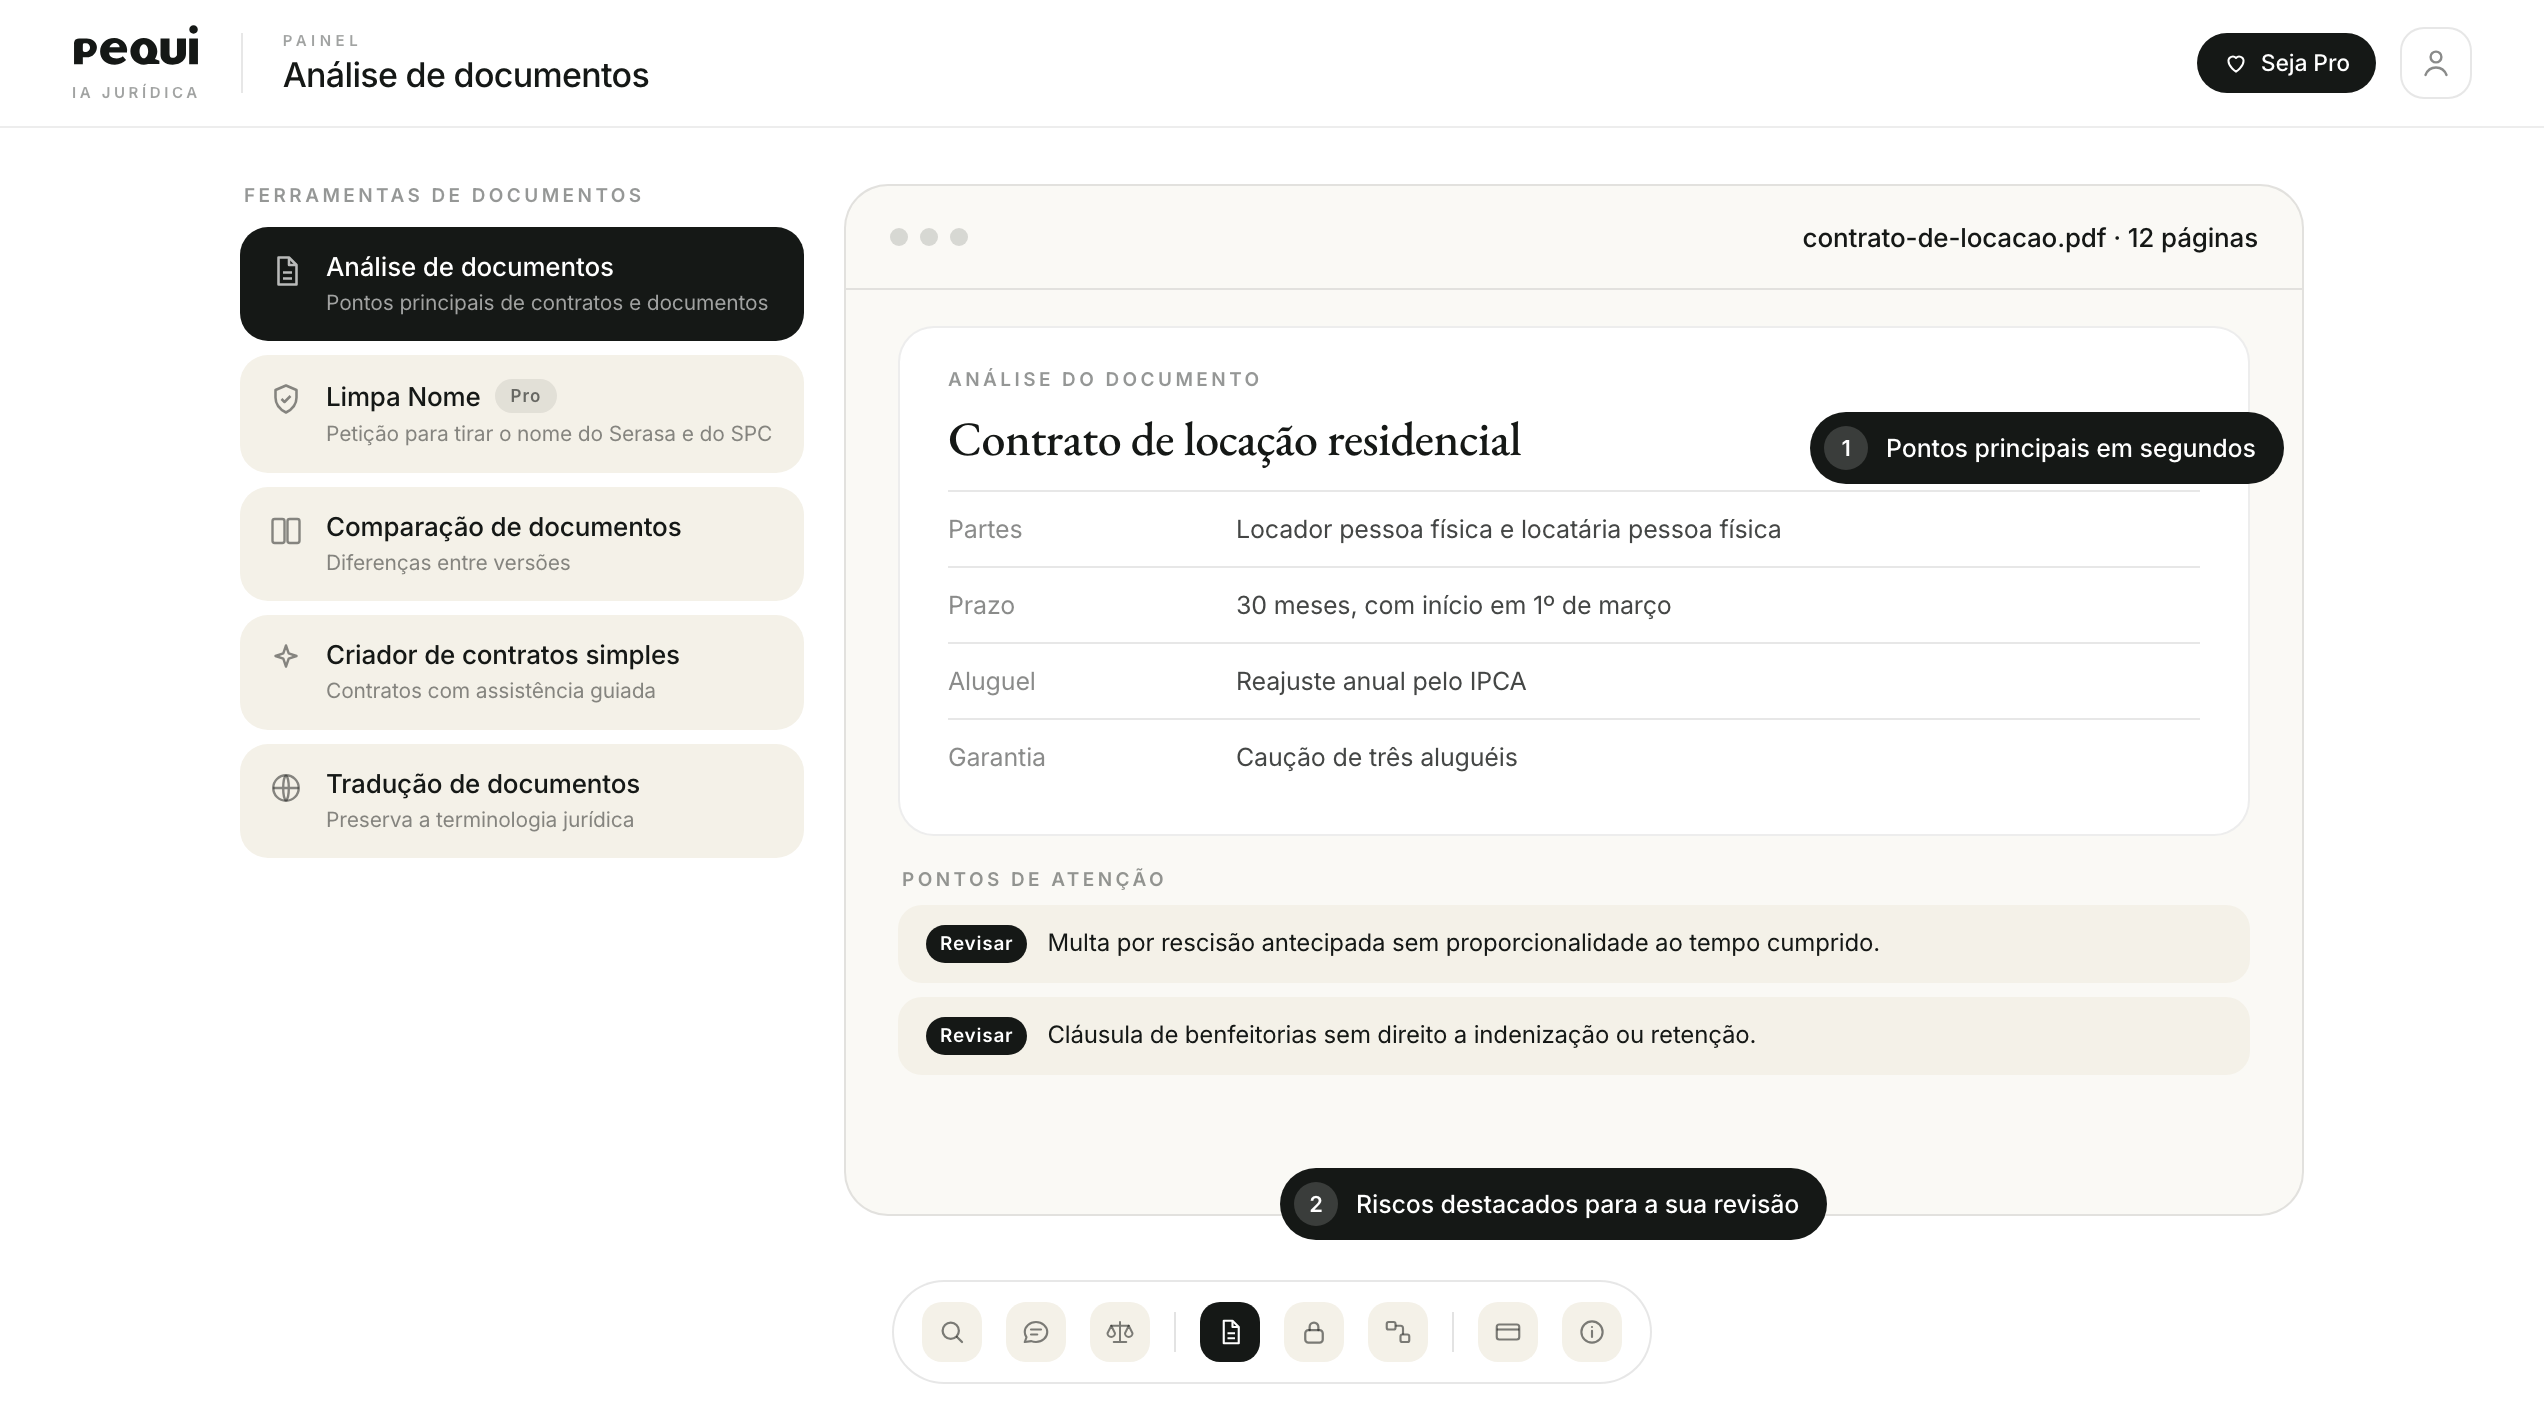 pequi
IA JURÍDICA
PAINEL
Análise de documentos
Seja Pro
FERRAMENTAS DE DOCUMENTOS
Análise de documentos
Pontos principais de contratos e documentos
Limpa Nome Pro
Petição para tirar o nome do Serasa e do SPC
Comparação de documentos
Diferenças entre versões
Criador de contratos simples
Contratos com assistência guiada
Tradução de documentos
Preserva a terminologia jurídica
contrato-de-locacao.pdf · 12 páginas
ANÁLISE DO DOCUMENTO
Contrato de locação residencial
1 Pontos principais em segundos
Partes Locador pessoa física e locatária pessoa física
Prazo 30 meses, com início em 1º de março
Aluguel Reajuste anual pelo IPCA
Garantia Caução de três aluguéis
PONTOS DE ATENÇÃO
Revisar Multa por rescisão antecipada sem proporcionalidade ao tempo cumprido.
Revisar Cláusula de benfeitorias sem direito a indenização ou retenção.
2 Riscos destacados para a sua revisão